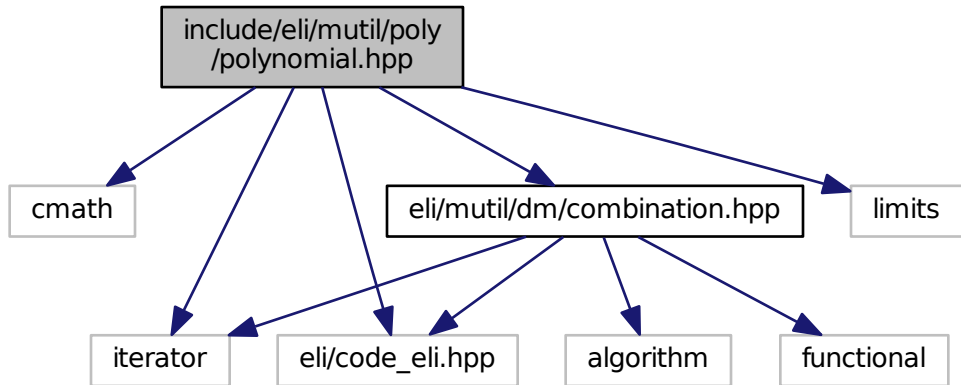 include/eli/mutil/poly
/polynomial.hpp
cmath
eli/mutil/dm/combination.hpp
limits
iterator
eli/code_eli.hpp
algorithm
functional